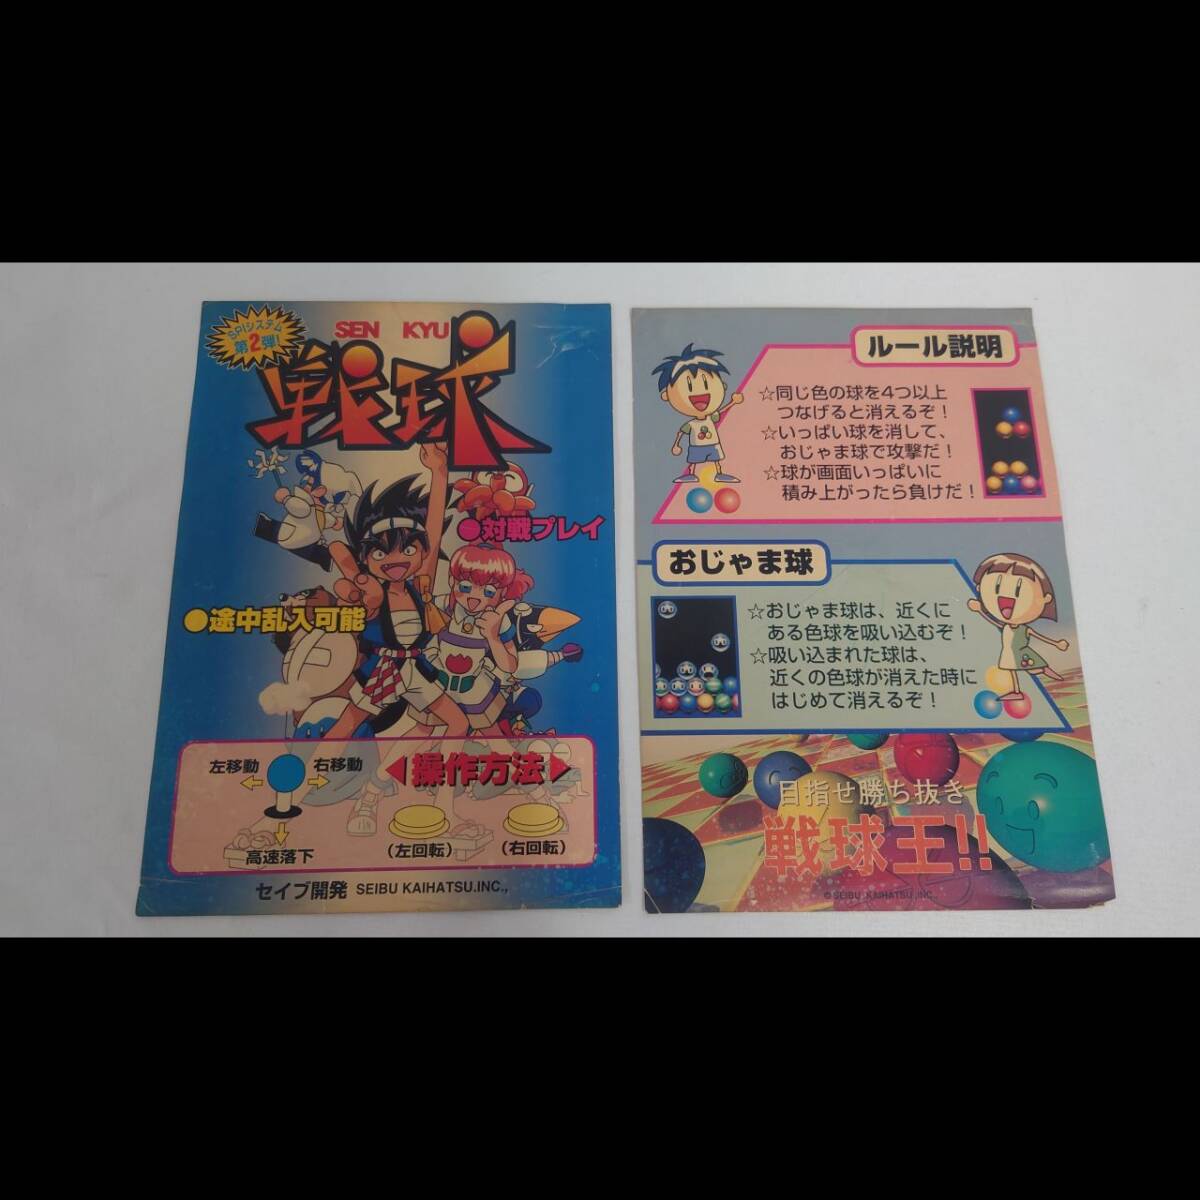 SPIシステム
第2弾!
SEN KYU
戦球
●対戦プレイ
●途中乱入可能
左移動
右移動
高速落下
操作方法
(左回転)
(右回転)
セイブ開発 SEIBU KAIHATSU.INC.,
ルール説明
☆同じ色の球を4つ以上
つなげると消えるぞ!
☆いっぱい球を消して、
おじゃま球で攻撃だ!
☆球が画面いっぱいに
積み上がったら負けだ!
おじゃま球
☆おじゃま球は、近くに
ある色球を吸い込むぞ!
☆吸い込まれた球は、
近くの色球が消えた時に
はじめて消えるぞ!
目指せ勝ち抜き
戦球王!!
©SEIBU KAIHATSU.,INC.,